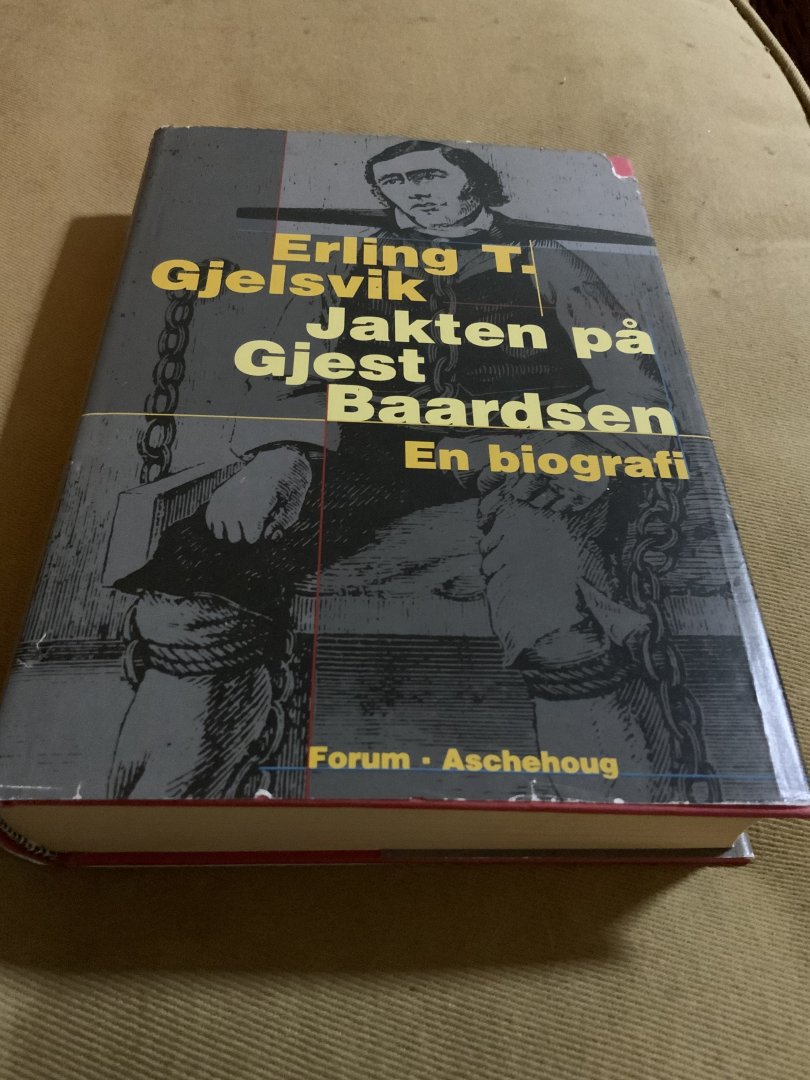 Erling T.
Gjelsvik
Jakten på
Gjest
Baardsen
En biografi
Forum · Aschehoug